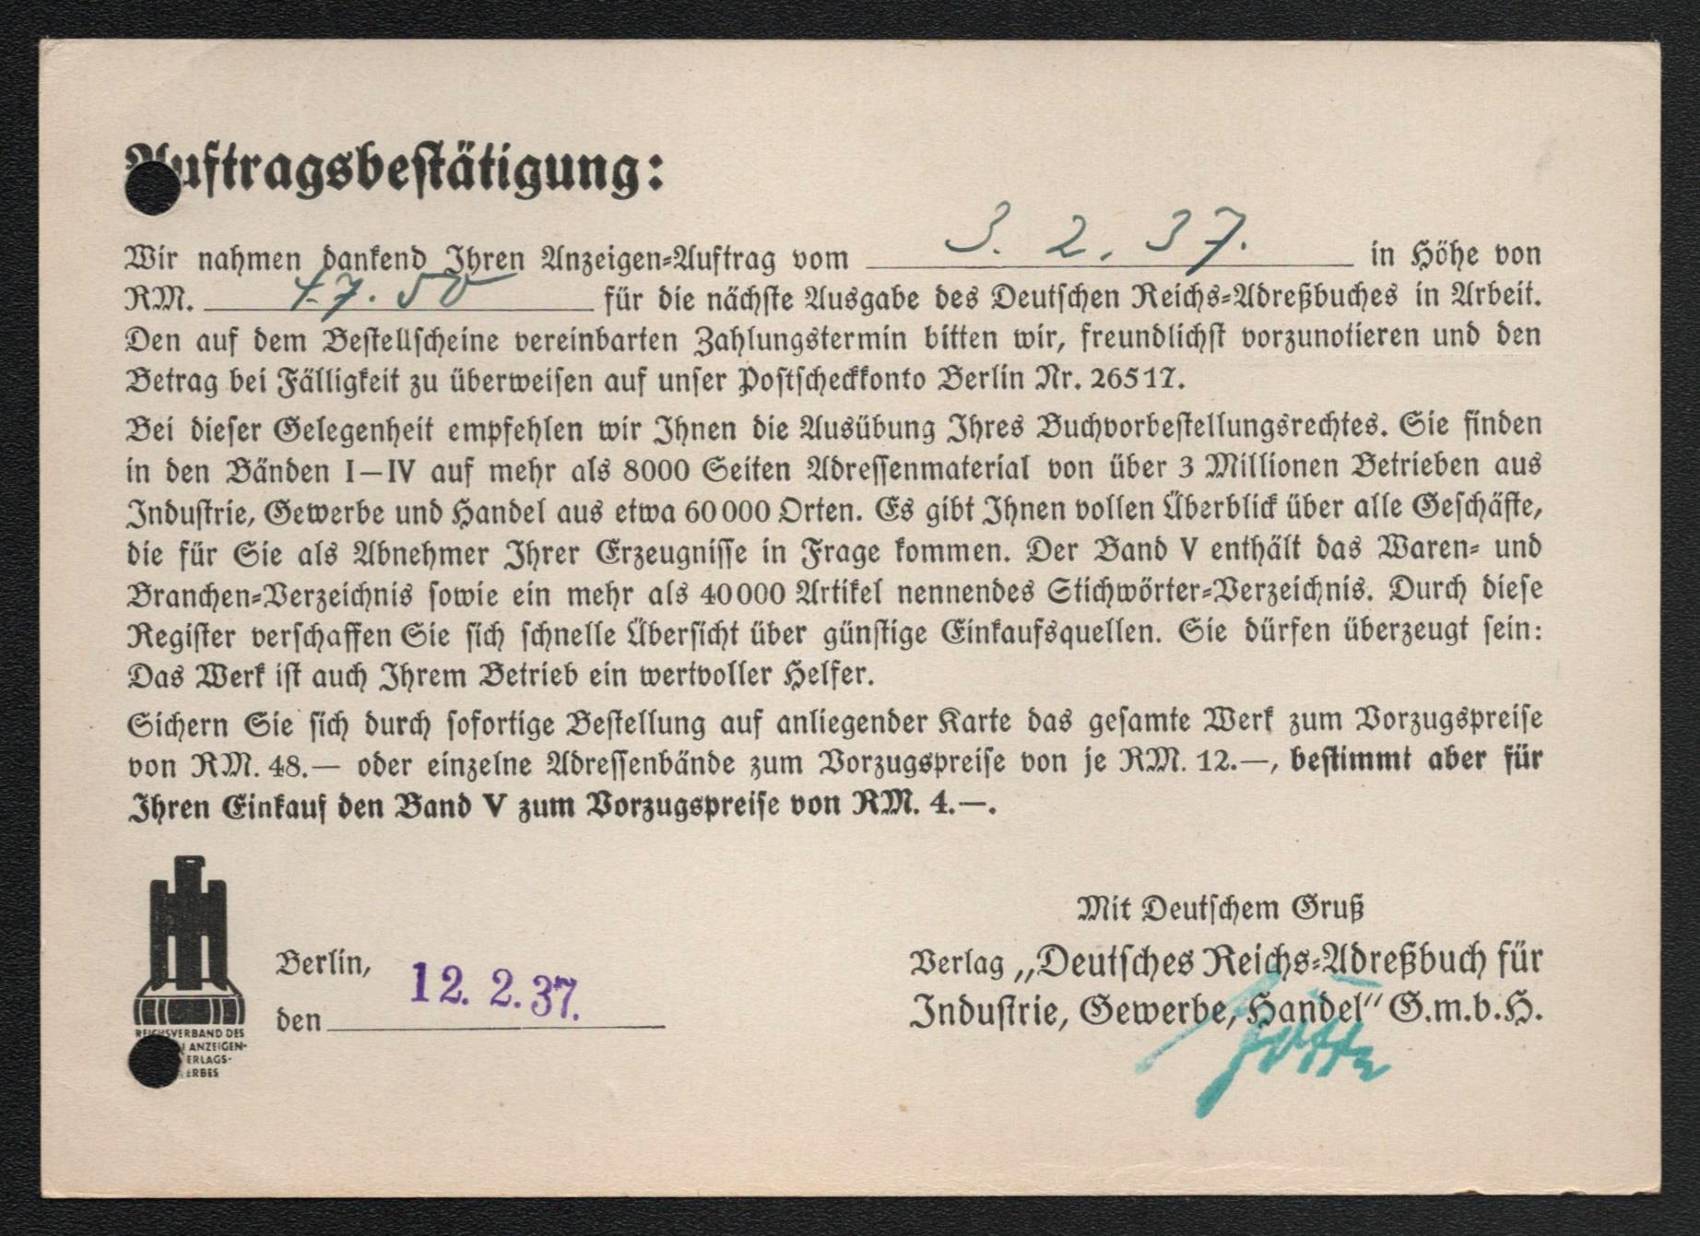 Auftragsbestätigung:
Wir nahmen dankend Ihren Anzeigen-Auftrag vom 3. 2. 37. in Höhe von
RM. 47.50 für die nächste Ausgabe des Deutschen Reichs-Adreßbuches in Arbeit.
Den auf dem Bestellscheine vereinbarten Zahlungstermin bitten wir, freundlichst vorzunotieren und den
Betrag bei Fälligkeit zu überweisen auf unser Postscheckkonto Berlin Nr. 26517.
Bei dieser Gelegenheit empfehlen wir Ihnen die Ausübung Ihres Buchvorbestellungsrechtes. Sie finden
in den Bänden I—IV auf mehr als 8000 Seiten Adressenmaterial von über 3 Millionen Betrieben aus
Industrie, Gewerbe und Handel aus etwa 60000 Orten. Es gibt Ihnen vollen Überblick über alle Geschäfte,
die für Sie als Abnehmer Ihrer Erzeugnisse in Frage kommen. Der Band V enthält das Waren- und
Branchen-Verzeichnis sowie ein mehr als 40000 Artikel nennendes Stichwörter-Verzeichnis. Durch diese
Register verschaffen Sie sich schnelle Übersicht über günstige Einkaufsquellen. Sie dürfen überzeugt sein:
Das Werk ist auch Ihrem Betrieb ein wertvoller Helfer.
Sichern Sie sich durch sofortige Bestellung auf anliegender Karte das gesamte Werk zum Vorzugspreise
von RM. 48.— oder einzelne Adressenbände zum Vorzugspreise von je RM. 12.—, bestimmt aber für
Ihren Einkauf den Band V zum Vorzugspreise von RM. 4.—.
Mit Deutschem Gruß
Verlag „Deutsches Reichs-Adreßbuch für
Industrie, Gewerbe, Handel“ G.m.b.H.
Berlin,
den 12. 2. 37.
REICHSVERBAND DES
ANZEIGEN-
ERLAGS-
ERBES